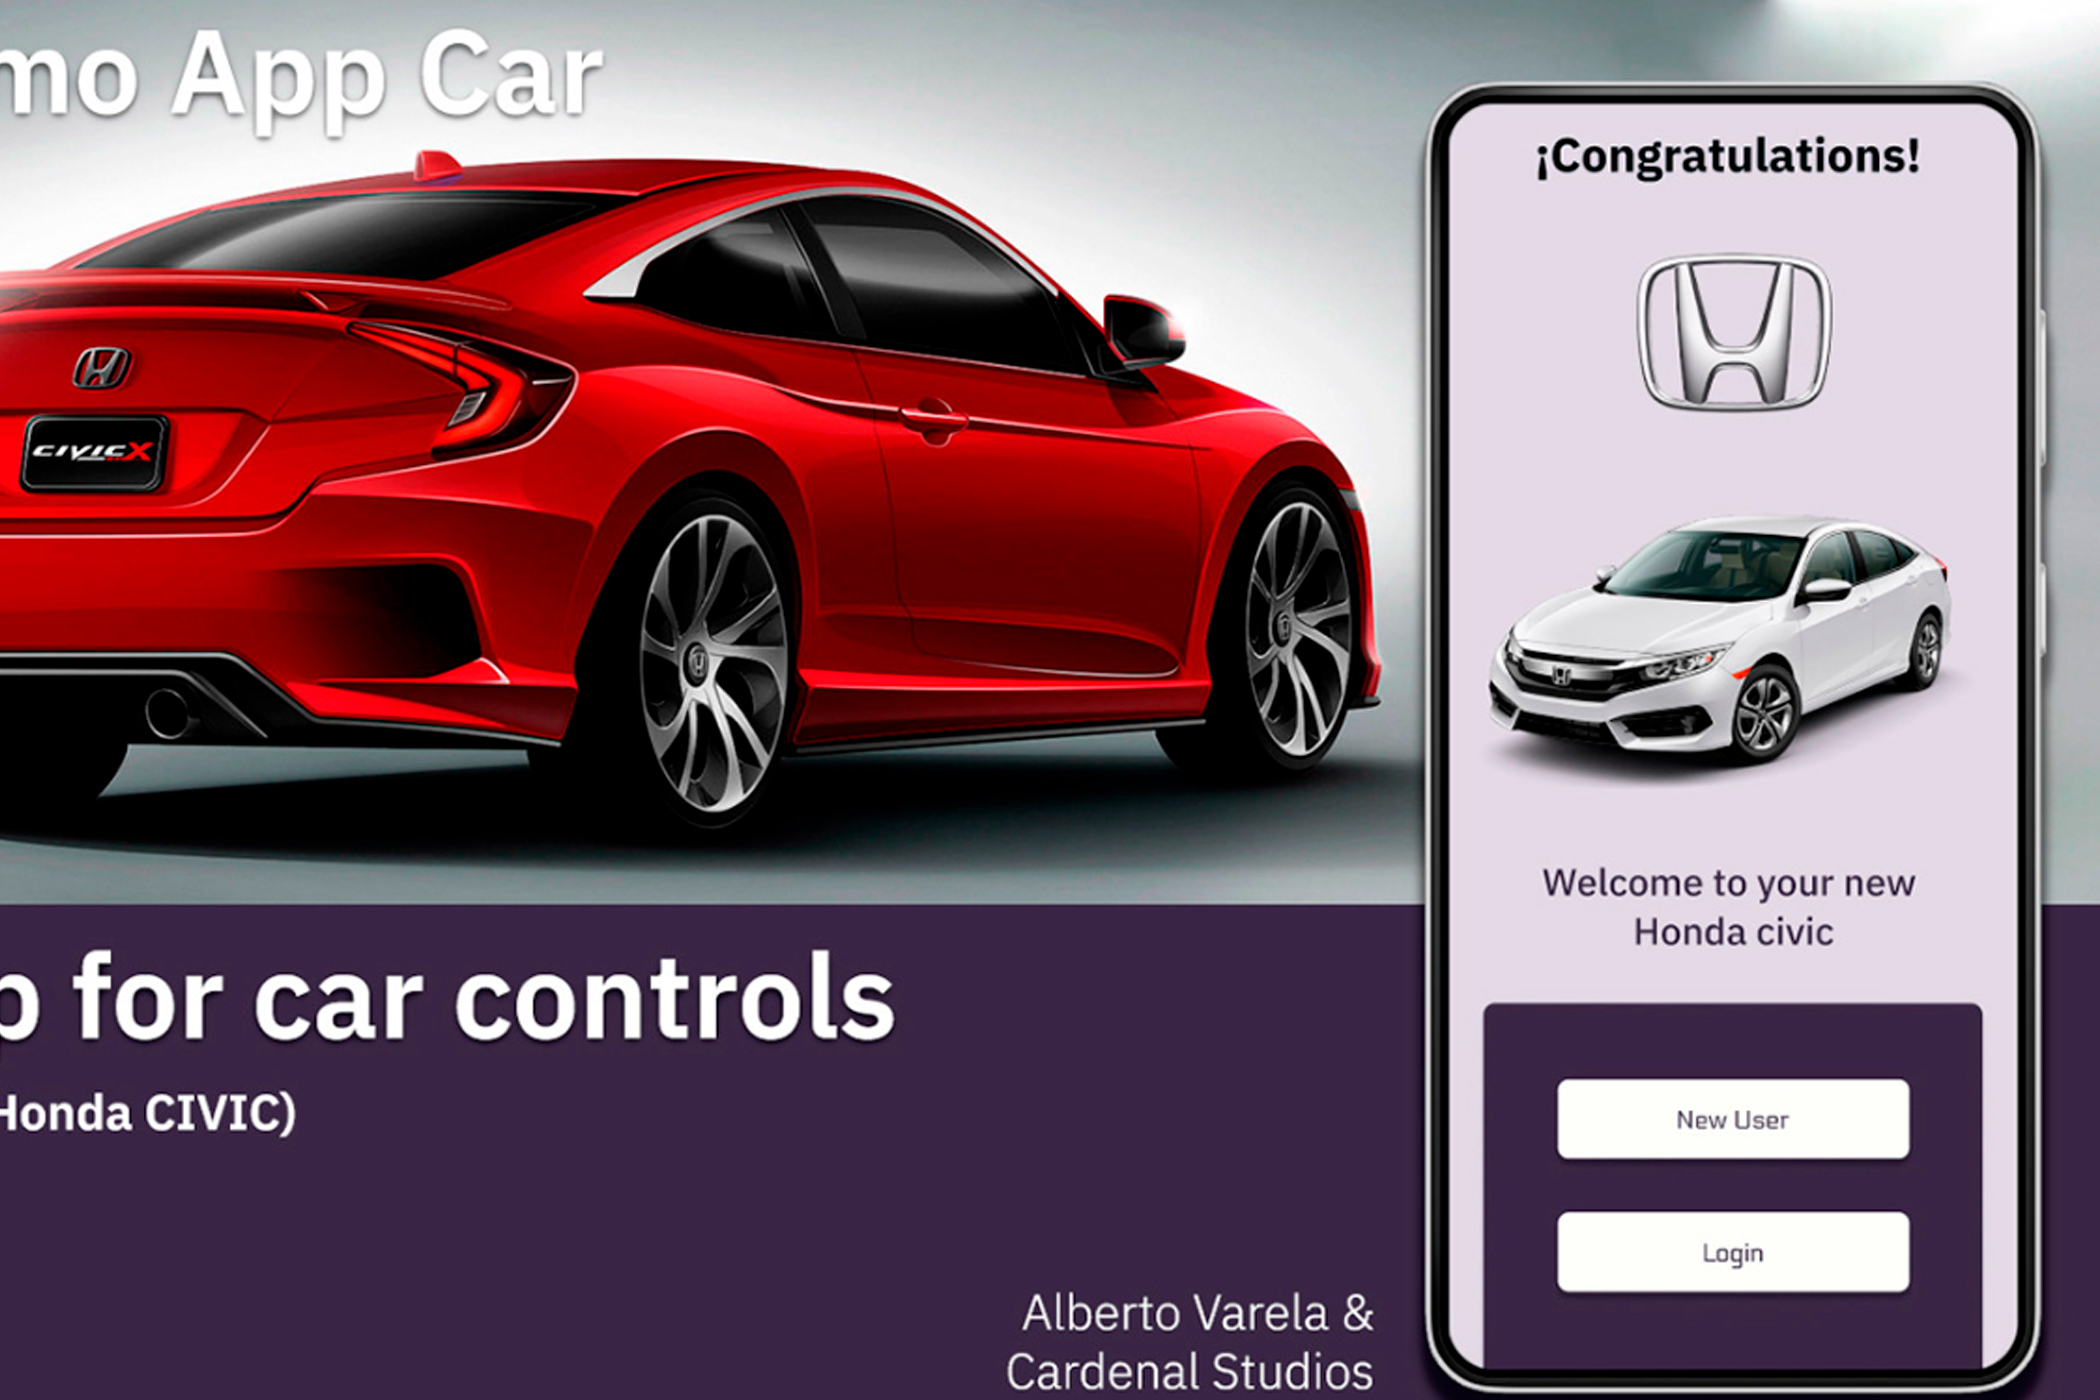 mo App Car
CIVICX
p for car controls
Honda CIVIC)
Alberto Varela &
Cardenal Studios
¡Congratulations!
Welcome to your new
Honda civic
New User
Login